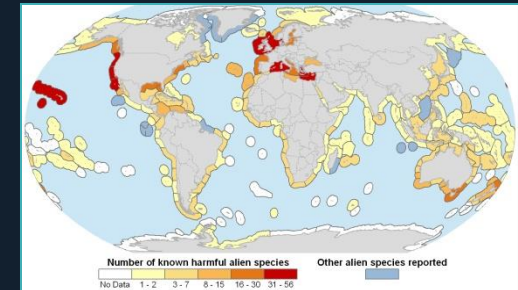 Number of known harmful alien species
Other alien species reported
No Data
1 - 2
3 - 7
8 - 15
16 - 30
31 - 56